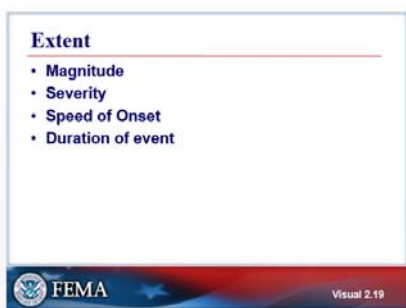 Extent
• Magnitude
• Severity
• Speed of Onset
• Duration of event
FEMA
Visual 2.19